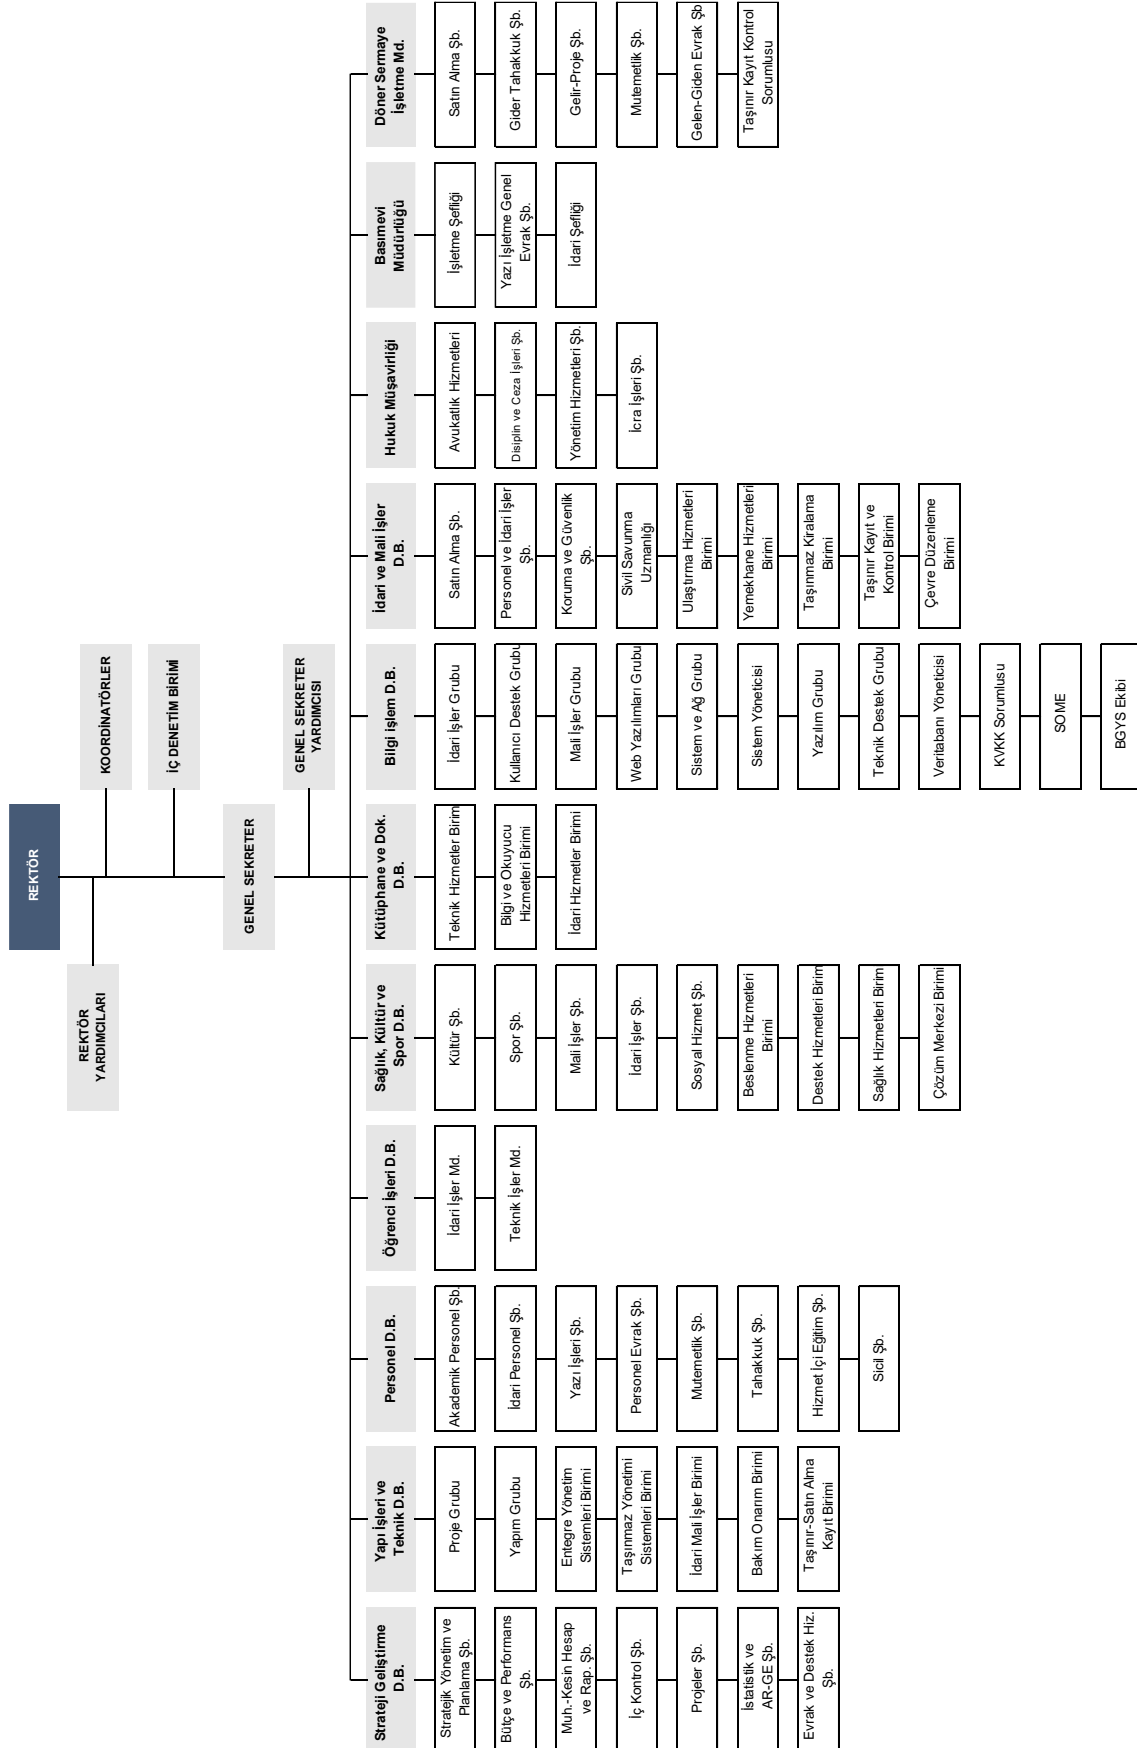 REKTÖR
REKTÖR
YARDIMCILARI
KOORDİNATÖRLER
İÇ DENETİM BİRİMİ
GENEL SEKRETER
GENEL SEKRETER
YARDIMCISI
Strateji Geliştirme
D.B.
Stratejik Yönetim ve
Planlama Şb.
Bütçe ve Performans
Şb.
Muh.-Kesin Hesap
ve Rap. Şb.
İç Kontrol Şb.
Projeler Şb.
İstatistik ve
AR-GE Şb.
Evrak ve Destek Hiz.
Şb.
Yapı İşleri ve
Teknik D.B.
Proje Grubu
Yapım Grubu
Entegre Yönetim
Sistemleri Birimi
Taşınmaz Yönetimi
Sistemleri Birimi
İdari Mali İşler Birimi
Bakım Onarım Birimi
Taşınır-Satın Alma
Kayıt Birimi
Personel D.B.
Akademik Personel Şb.
İdari Personel Şb.
Yazı İşleri Şb.
Personel Evrak Şb.
Mutemetlik Şb.
Tahakkuk Şb.
Hizmet İçi Eğitim Şb.
Sicil Şb.
Öğrenci İşleri D.B.
İdari İşler Md.
Teknik İşler Md.
Sağlık, Kültür ve
Spor D.B.
Kültür Şb.
Spor Şb.
Mali İşler Şb.
İdari İşler Şb.
Sosyal Hizmet Şb.
Beslenme Hizmetleri
Birimi
Destek Hizmetleri Birim
Sağlık Hizmetleri Birim
Çözüm Merkezi Birimi
Kütüphane ve Dok.
D.B.
Teknik Hizmetler Birim
Bilgi ve Okuyucu
Hizmetleri Birimi
İdari Hizmetler Birimi
Bilgi işlem D.B.
İdari İşler Grubu
Kullanıcı Destek Grubu
Mali İşler Grubu
Web Yazılımları Grubu
Sistem ve Ağ Grubu
Sistem Yöneticisi
Yazılım Grubu
Teknik Destek Grubu
Veritabanı Yöneticisi
KVKK Sorumlusu
SOME
BGYS Ekibi
İdari ve Mali İşler
D.B.
Satın Alma Şb.
Personel ve İdari İşler
Şb.
Koruma ve Güvenlik
Şb.
Sivil Savunma
Uzmanlığı
Ulaştırma Hizmetleri
Birimi
Yemekhane Hizmetleri
Birimi
Taşınmaz Kiralama
Birimi
Taşınır Kayıt ve
Kontrol Birimi
Çevre Düzenleme
Birimi
Hukuk Müşavirliği
Avukatlık Hizmetleri
Disiplin ve Ceza İşleri Şb.
Yönetim Hizmetleri Şb.
İcra İşleri Şb.
Basımevi
Müdürlüğü
İşletme Şefliği
Yazı İşletme Genel
Evrak Şb.
İdari Şefliği
Döner Sermaye
İşletme Md.
Satın Alma Şb.
Gider Tahakkuk Şb.
Gelir-Proje Şb.
Mutemetlik Şb.
Gelen-Giden Evrak Şb
Taşınır Kayıt Kontrol
Sorumlusu